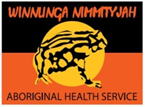 WINNUNGA NIMMITYJAH
ABORIGINAL HEALTH SERVICE